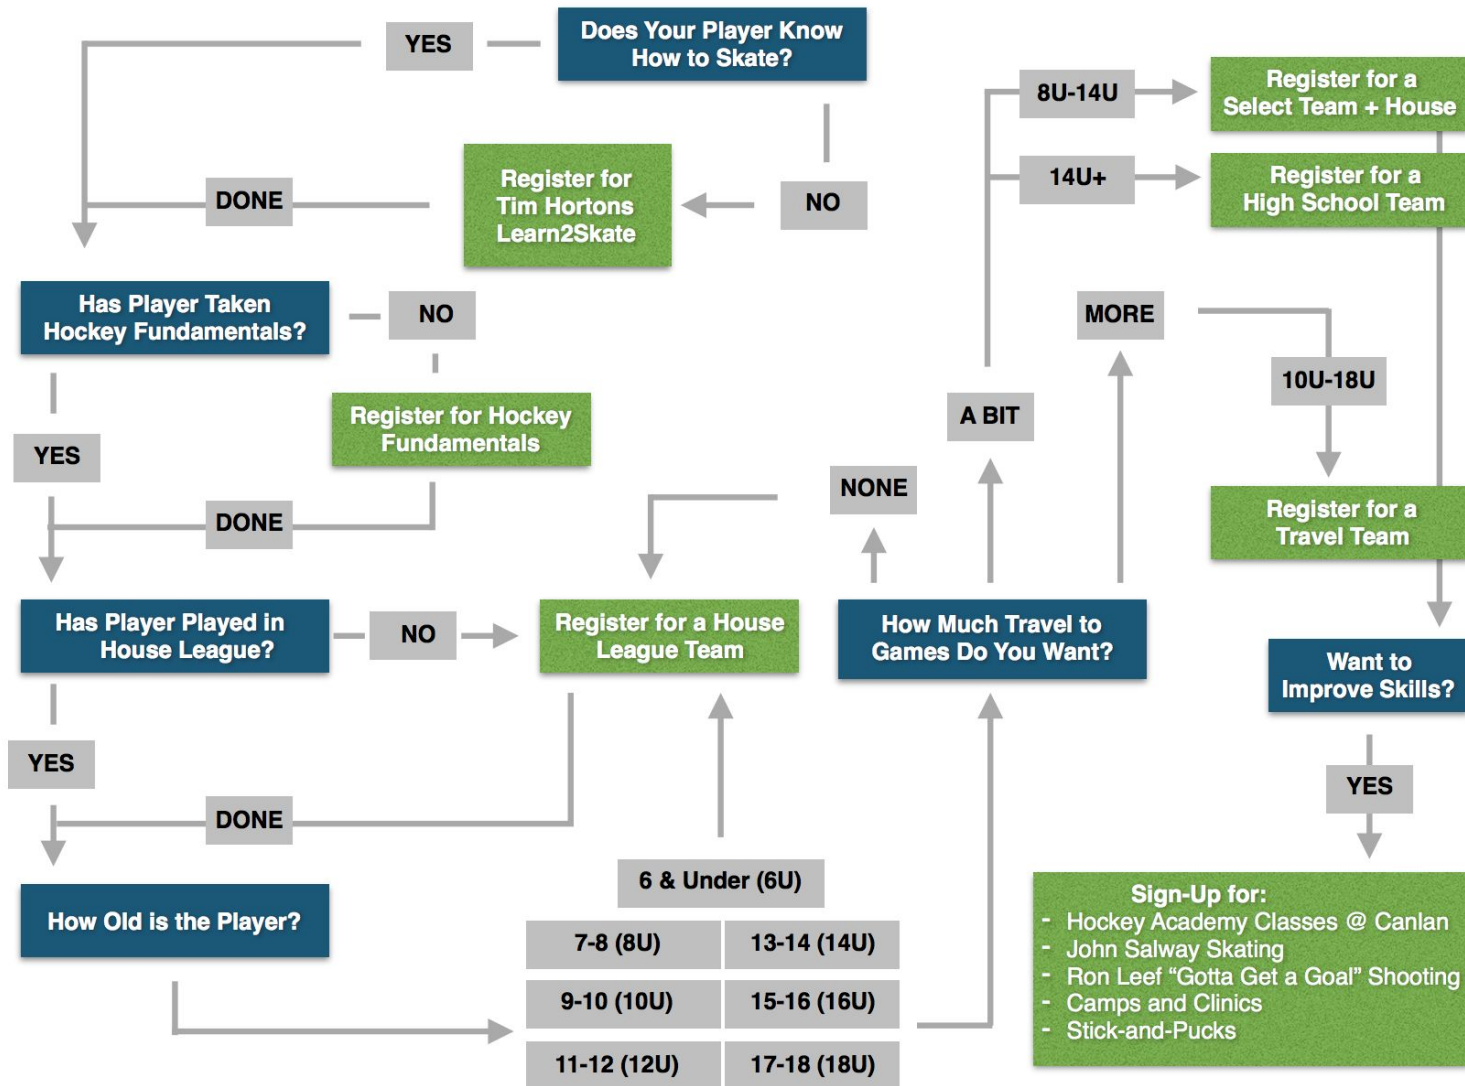 Does Your Player Know
How to Skate?
YES
NO
Register for
Tim Hortons
Learn2Skate
DONE
Has Player Taken
Hockey Fundamentals?
NO
Register for Hockey
Fundamentals
YES
DONE
Has Player Played in
House League?
NO
Register for a House
League Team
YES
DONE
How Old is the Player?
6 & Under (6U)
7-8 (8U)
13-14 (14U)
9-10 (10U)
15-16 (16U)
11-12 (12U)
17-18 (18U)
How Much Travel to
Games Do You Want?
NONE
A BIT
MORE
8U-14U
Register for a
Select Team + House
14U+
Register for a
High School Team
10U-18U
Register for a
Travel Team
Want to
Improve Skills?
YES
Sign-Up for:
- Hockey Academy Classes @ Canlan
- John Salway Skating
- Ron Leef “Gotta Get a Goal” Shooting
- Camps and Clinics
- Stick-and-Pucks